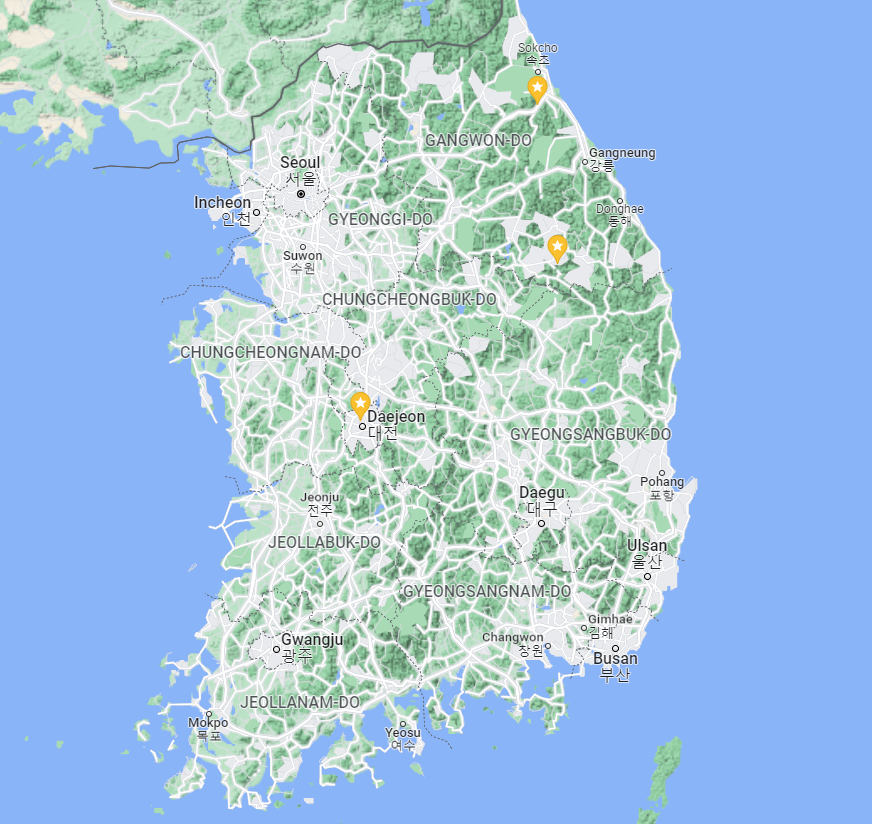 Sokcho
속초
GANGWON-DO
Gangneung
강릉
Seoul
서울
Incheon
인천
GYEONGGI-DO
Donghae
동해
Suwon
수원
CHUNGCHEONGBUK-DO
CHUNGCHEONGNAM-DO
Daejeon
대전
GYEONGSANGBUK-DO
Pohang
포항
Daegu
대구
Jeonju
전주
JEOLLABUK-DO
Ulsan
울산
GYEONGSANGNAM-DO
Gimhae
김해
Changwon
창원
Gwangju
광주
Busan
부산
JEOLLANAM-DO
Mokpo
목포
Yeosu
여수